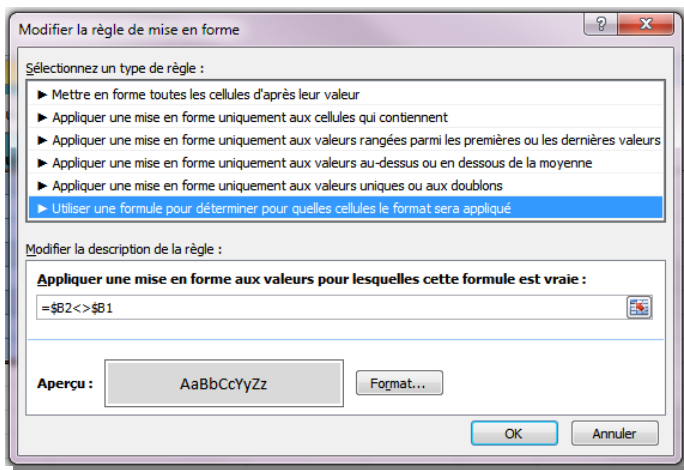 Modifier la règle de mise en forme
Sélectionnez un type de règle :
► Mettre en forme toutes les cellules d'après leur valeur
► Appliquer une mise en forme uniquement aux cellules qui contiennent
► Appliquer une mise en forme uniquement aux valeurs rangées parmi les premières ou les dernières valeurs
► Appliquer une mise en forme uniquement aux valeurs au-dessus ou en dessous de la moyenne
► Appliquer une mise en forme uniquement aux valeurs uniques ou aux doublons
► Utiliser une formule pour déterminer pour quelles cellules le format sera appliqué
Modifier la description de la règle :
Appliquer une mise en forme aux valeurs pour lesquelles cette formule est vraie :
=$B2<>$B1
Aperçu : AaBbCcYyZz Format...
OK Annuler